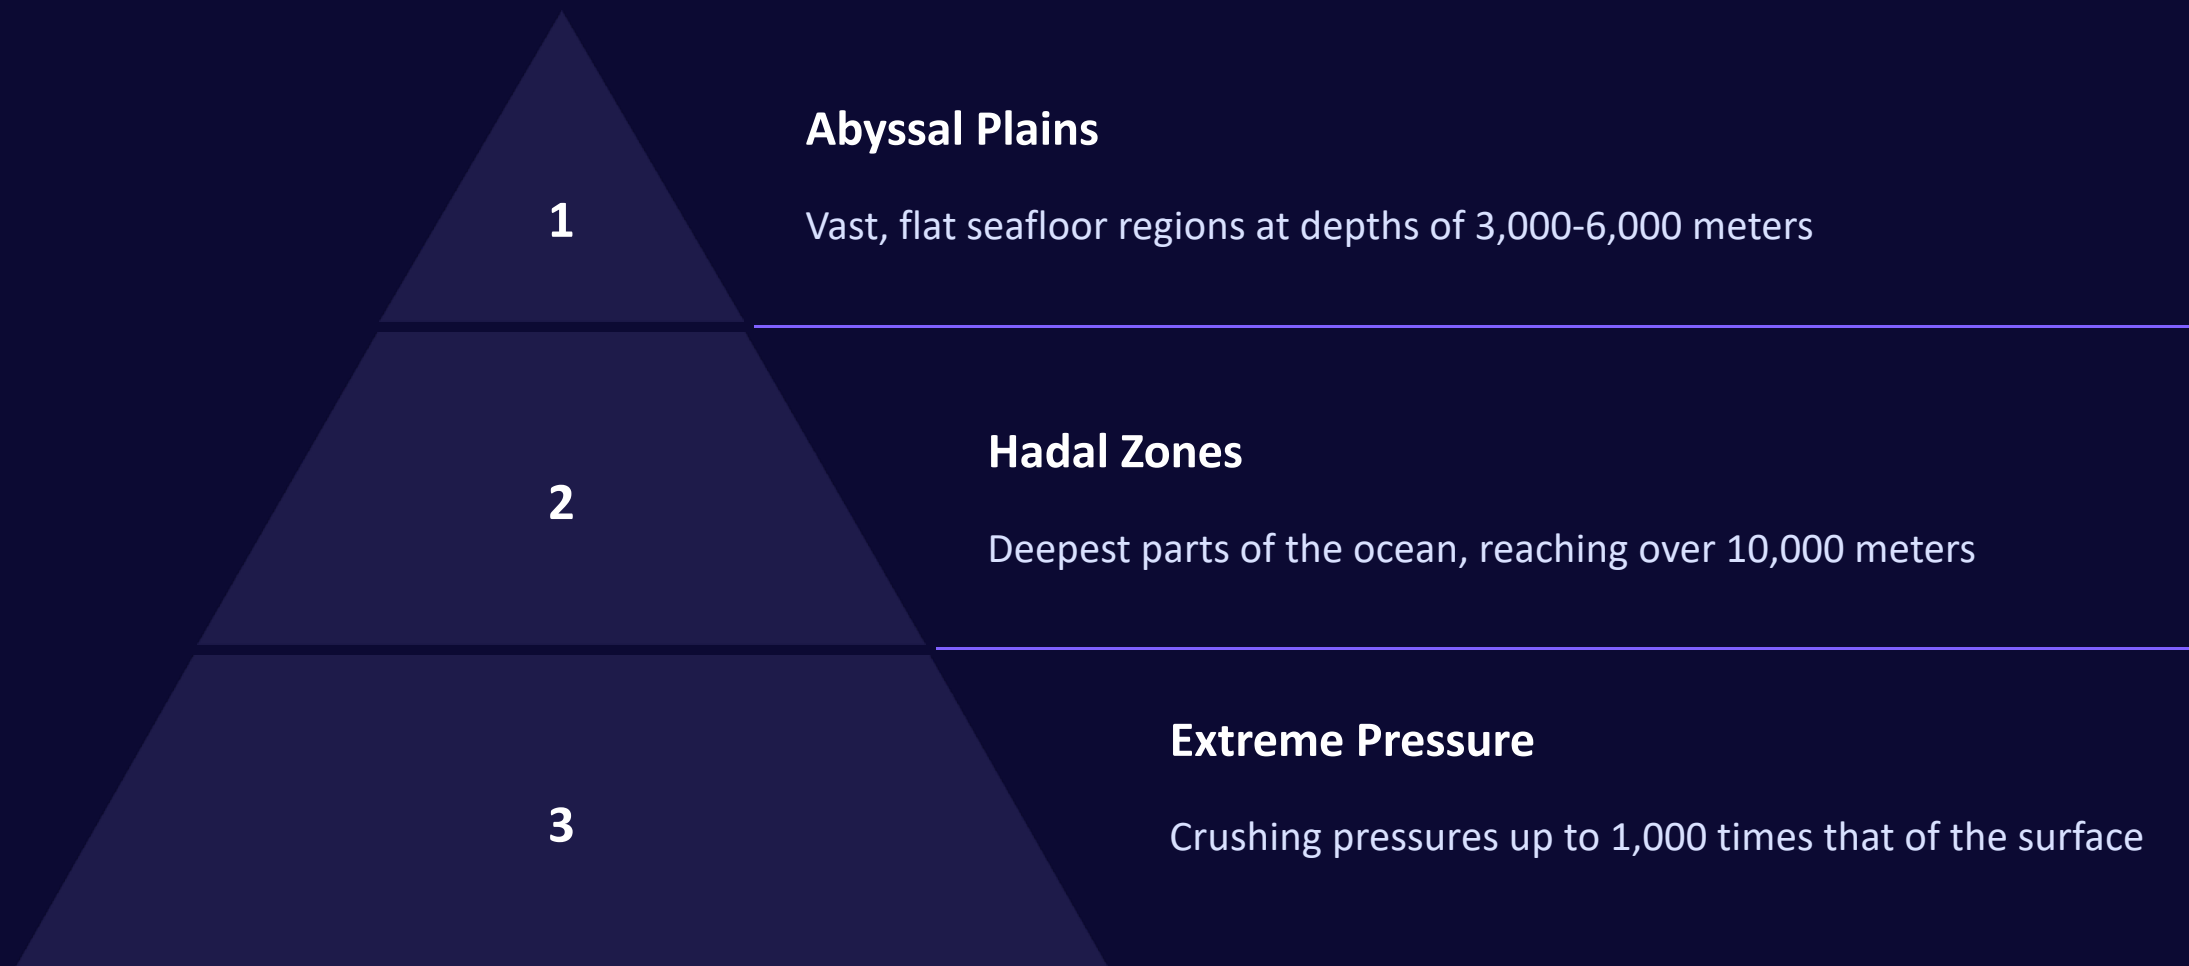 1
Abyssal Plains
Vast, flat seafloor regions at depths of 3,000-6,000 meters
2
Hadal Zones
Deepest parts of the ocean, reaching over 10,000 meters
3
Extreme Pressure
Crushing pressures up to 1,000 times that of the surface